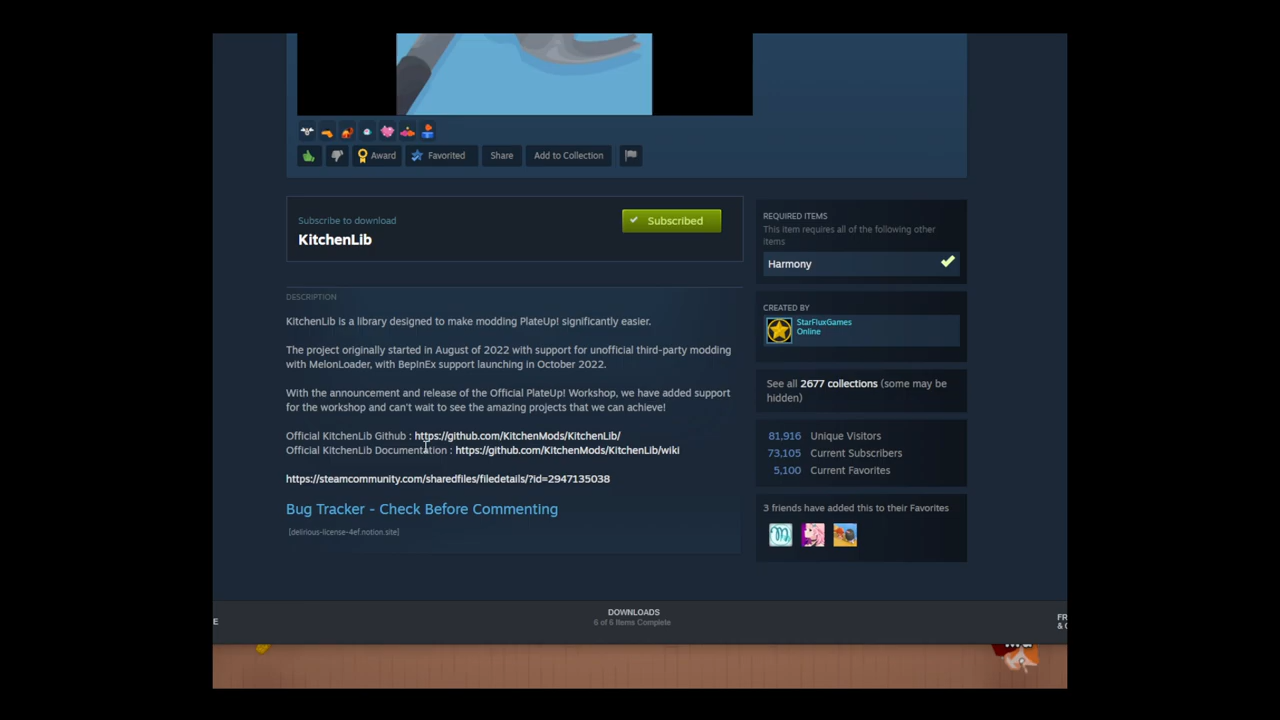 Award
Favorited
Share
Add to Collection
Subscribe to download
KitchenLib
Subscribed
DESCRIPTION
KitchenLib is a library designed to make modding PlateUp! significantly easier.
The project originally started in August of 2022 with support for unofficial third-party modding
with MelonLoader, with BepInEx support launching in October 2022.
With the announcement and release of the Official PlateUp! Workshop, we have added support
for the workshop and can't wait to see the amazing projects that we can achieve!
Official KitchenLib Github : https://github.com/KitchenMods/KitchenLib/
Official KitchenLib Documentation : https://github.com/KitchenMods/KitchenLib/wiki
https://steamcommunity.com/sharedfiles/filedetails/?id=2947135038
Bug Tracker - Check Before Commenting
[delirious-license-4ef.notion.site]
REQUIRED ITEMS
This item requires all of the following other
items
Harmony
CREATED BY
StarFluxGames
Online
See all 2677 collections (some may be
hidden)
81,916 Unique Visitors
73,105 Current Subscribers
5,100 Current Favorites
3 friends have added this to their Favorites
E
DOWNLOADS
6 of 6 Items Complete
FR
& C